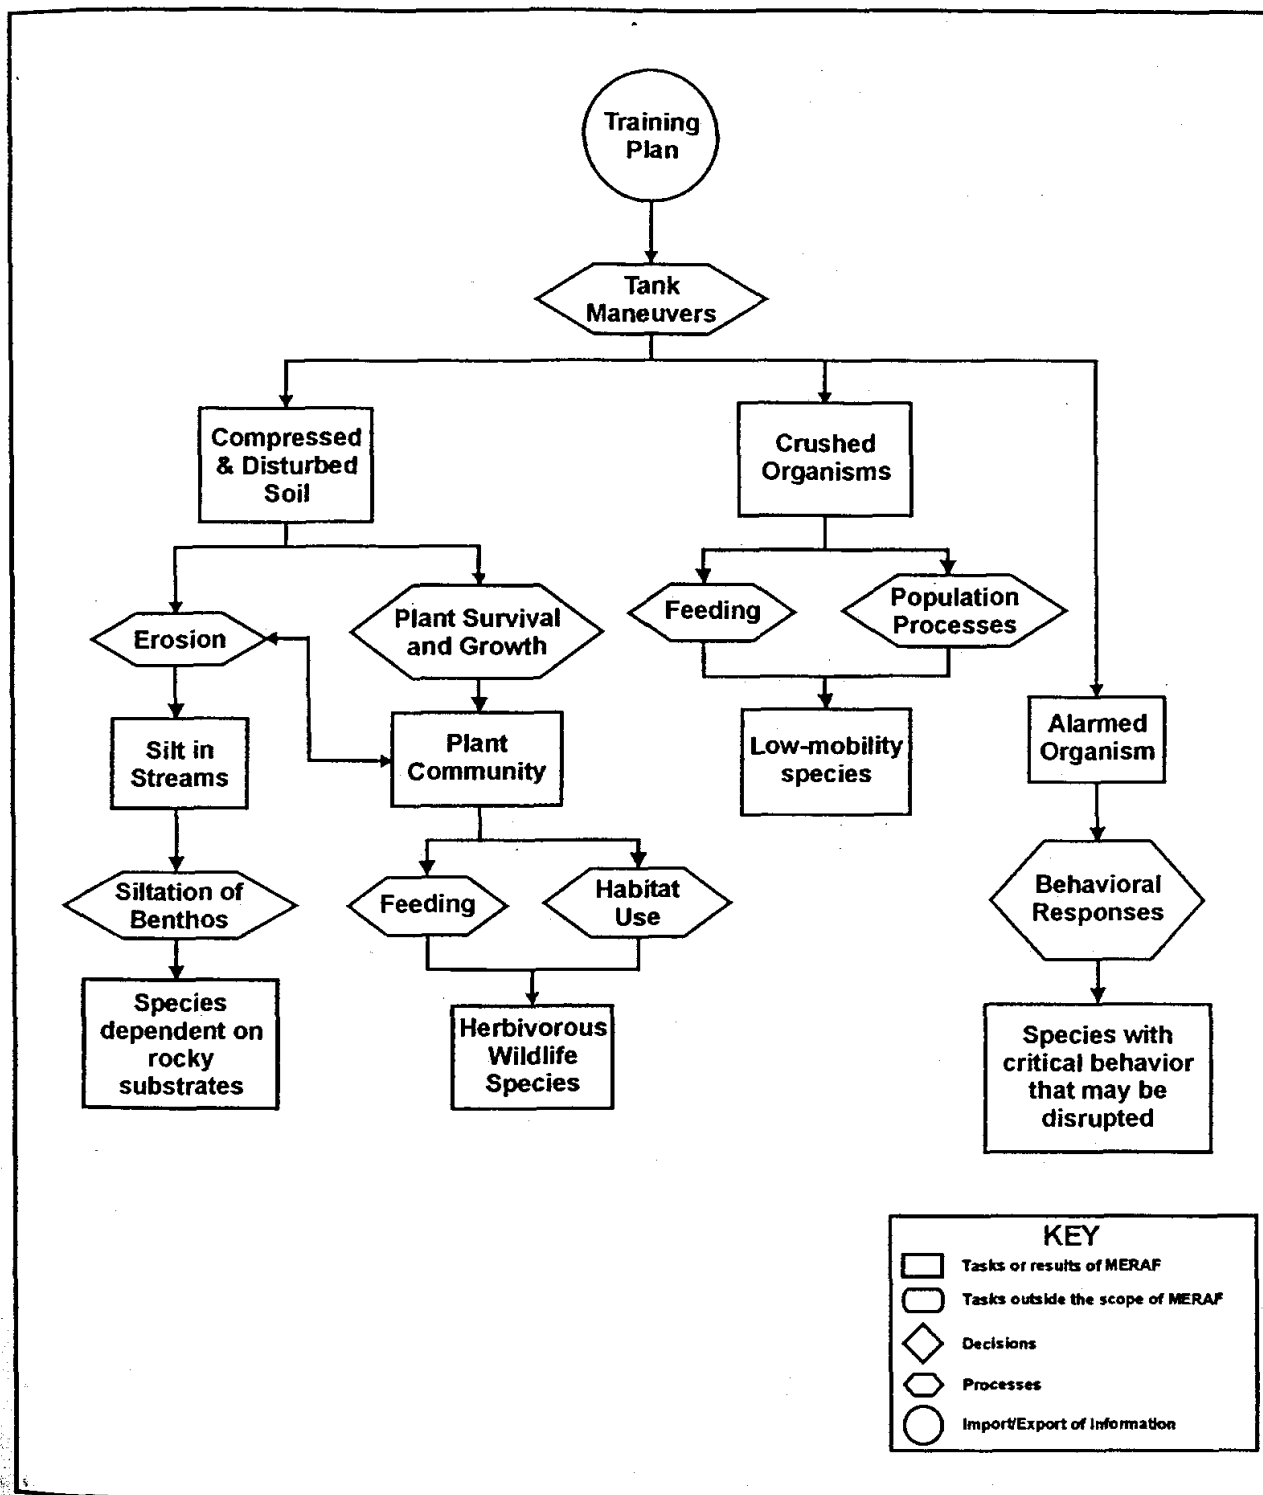 Training
Plan
Tank
Maneuvers
Compressed
& Disturbed
Soil
Crushed
Organisms
Erosion
Plant Survival
and Growth
Feeding
Population
Processes
Silt in
Streams
Plant
Community
Low-mobility
species
Alarmed
Organism
Siltation of
Benthos
Feeding
Habitat
Use
Behavioral
Responses
Species
dependent on
rocky
substrates
Herbivorous
Wildlife
Species
Species with
critical behavior
that may be
disrupted
KEY
Tasks or results of MERAF
Tasks outside the scope of MERAF
Decisions
Processes
Import/Export of Information